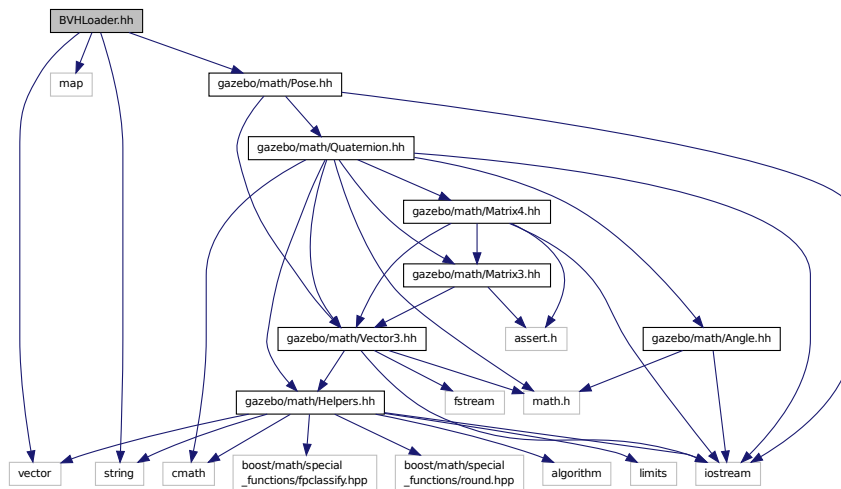 BVHLoader.hh
map
gazebo/math/Pose.hh
gazebo/math/Quaternion.hh
gazebo/math/Matrix4.hh
gazebo/math/Matrix3.hh
assert.h
gazebo/math/Vector3.hh
gazebo/math/Angle.hh
gazebo/math/Helpers.hh
fstream
math.h
vector
string
cmath
boost/math/special
_functions/fpclassify.hpp
boost/math/special
_functions/round.hpp
algorithm
limits
iostream